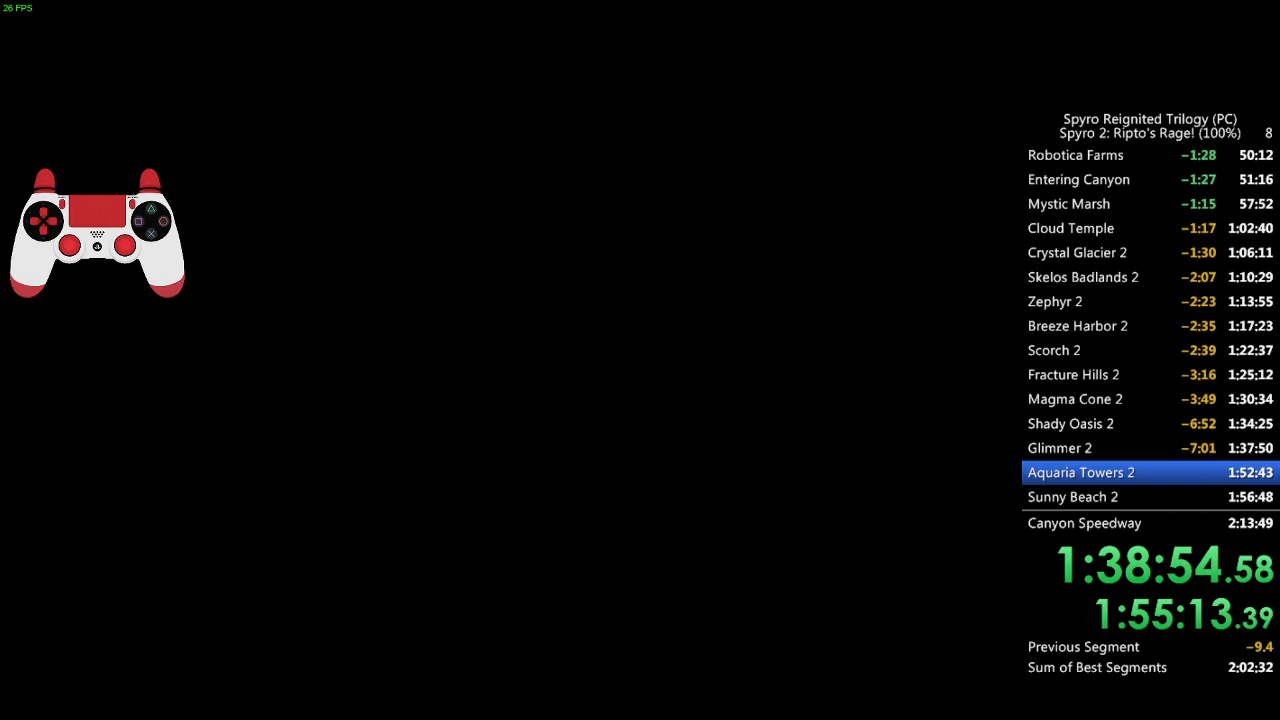 26 FPS
Spyro Reignited Trilogy (PC)
Spyro 2: Ripto's Rage! (100%) 8
Robotica Farms −1:28 50:12
Entering Canyon −1:27 51:16
Mystic Marsh −1:15 57:52
Cloud Temple −1:17 1:02:40
Crystal Glacier 2 −1:30 1:06:11
Skelos Badlands 2 −2:07 1:10:29
Zephyr 2 −2:23 1:13:55
Breeze Harbor 2 −2:35 1:17:23
Scorch 2 −2:39 1:22:37
Fracture Hills 2 −3:16 1:25:12
Magma Cone 2 −3:49 1:30:34
Shady Oasis 2 −6:52 1:34:25
Glimmer 2 −7:01 1:37:50
Aquaria Towers 2 1:52:43
Sunny Beach 2 1:56:48
Canyon Speedway 2:13:49
1:38:54.58
1:55:13.39
Previous Segment −9.4
Sum of Best Segments 2:02:32